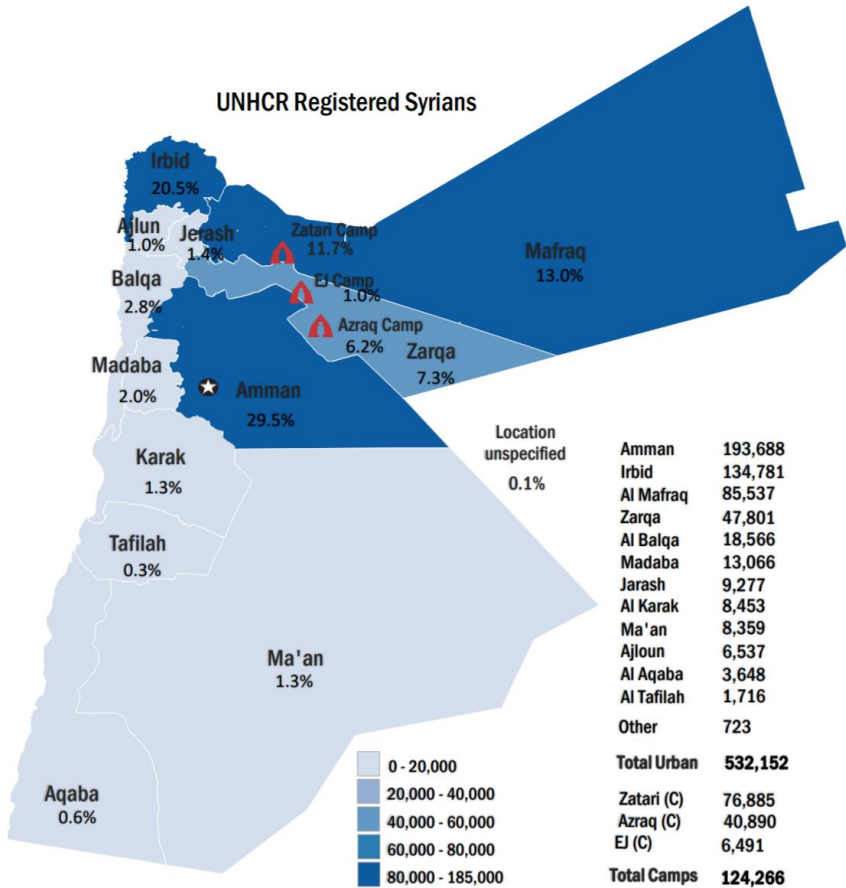 UNHCR Registered Syrians
Irbid
20.5%
Ajlun
1.0%
Jerash
1.4%
Zatari Camp
11.7%
Mafraq
13.0%
Balqa
2.8%
EJ Camp
1.0%
Azraq Camp
6.2%
Zarqa
7.3%
Madaba
2.0%
Amman
29.5%
Location
unspecified
0.1%
Karak
1.3%
Tafilah
0.3%
Ma'an
1.3%
Aqaba
0.6%
0 - 20,000
20,000 - 40,000
40,000 - 60,000
60,000 - 80,000
80,000 - 185,000
Amman 193,688
Irbid 134,781
Al Mafraq 85,537
Zarqa 47,801
Al Balqa 18,566
Madaba 13,066
Jarash 9,277
Al Karak 8,453
Ma'an 8,359
Ajloun 6,537
Al Aqaba 3,648
Al Tafilah 1,716
Other 723
Total Urban 532,152
Zatari (C) 76,885
Azraq (C) 40,890
EJ (C) 6,491
Total Camps 124,266